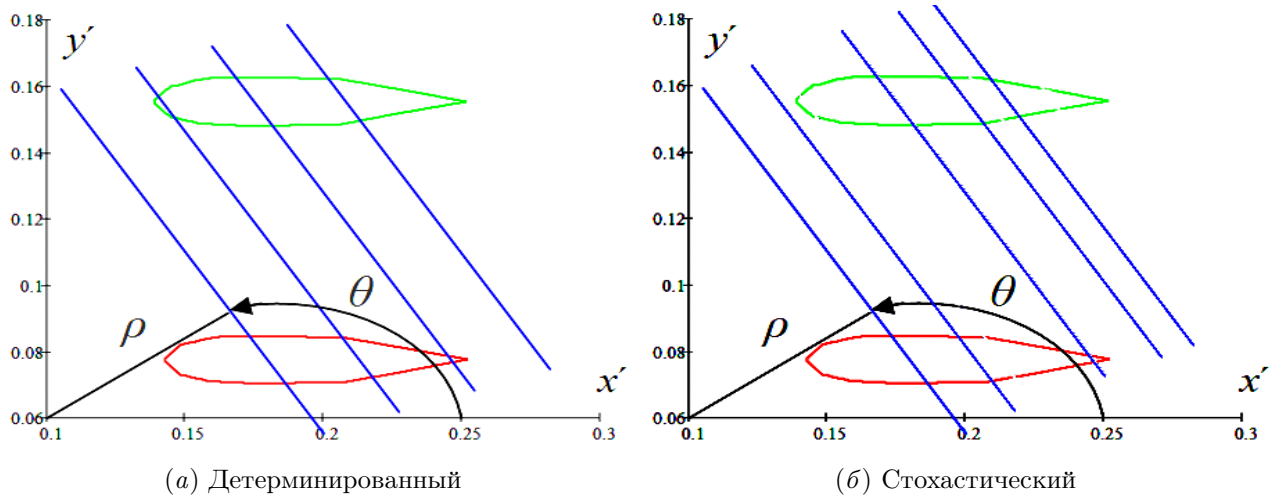 0.18
y´
0.16
0.14
0.12
0.1
θ
ρ
0.08
x´
0.06
0.1 0.15 0.2 0.25 0.3
(а) Детерминированный
0.18
y´
0.16
0.14
0.12
0.1
θ
ρ
0.08
x´
0.06
0.1 0.15 0.2 0.25 0.3
(б) Стохастический